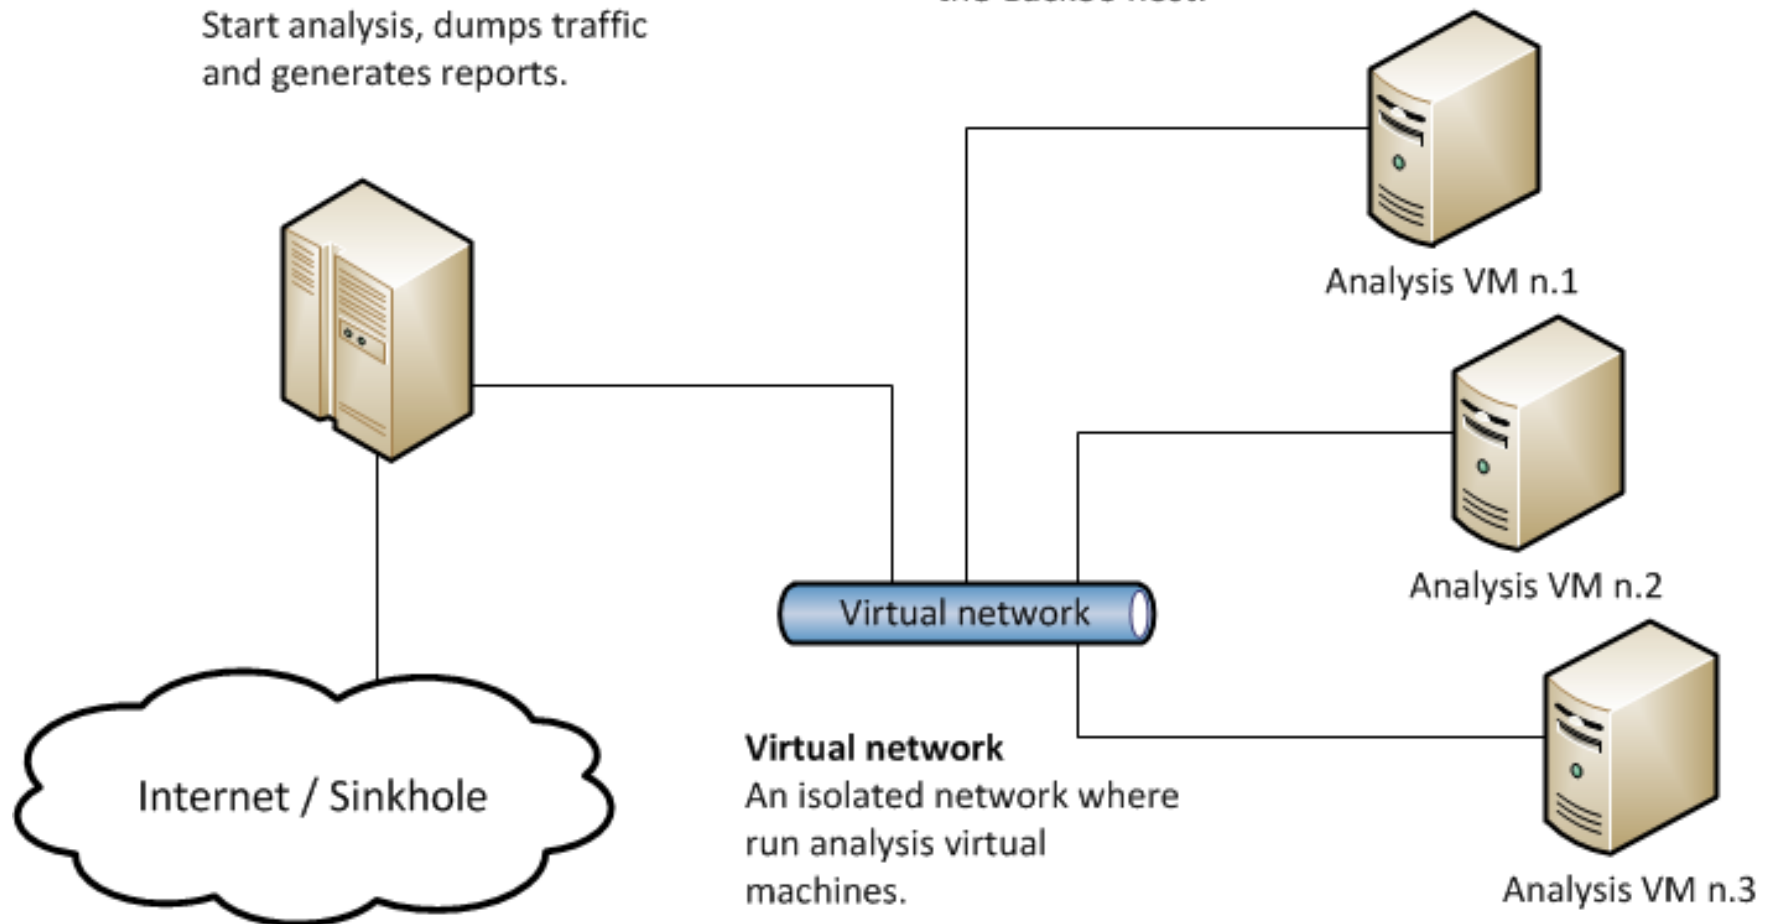 Start analysis, dumps traffic
and generates reports.
Analysis VM n.1
Analysis VM n.2
Virtual network
Virtual network
An isolated network where
run analysis virtual
machines.
Internet / Sinkhole
Analysis VM n.3